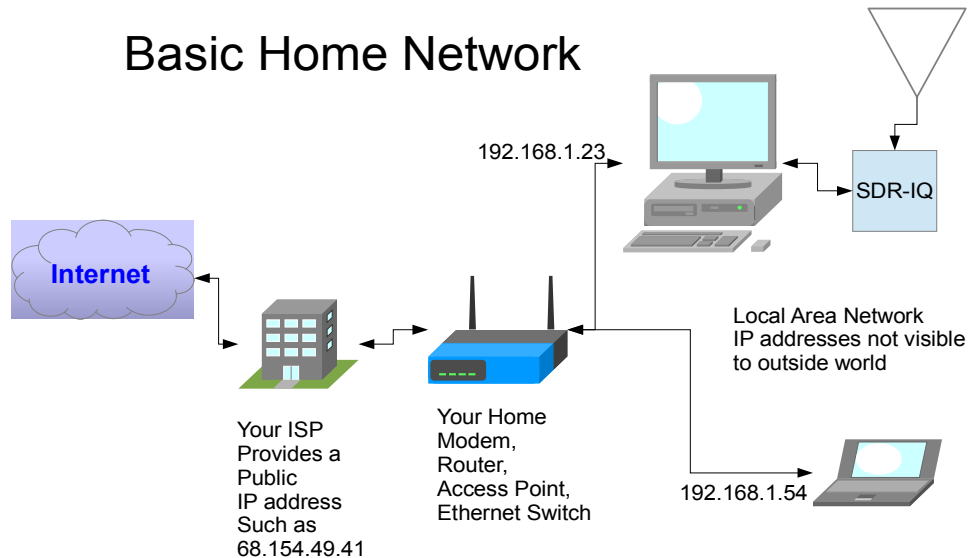 Basic Home Network
192.168.1.23
SDR-IQ
Internet
Local Area Network
IP addresses not visible
to outside world
Your ISP
Provides a
Public
IP address
Such as
68.154.49.41
Your Home
Modem,
Router,
Access Point,
Ethernet Switch
192.168.1.54